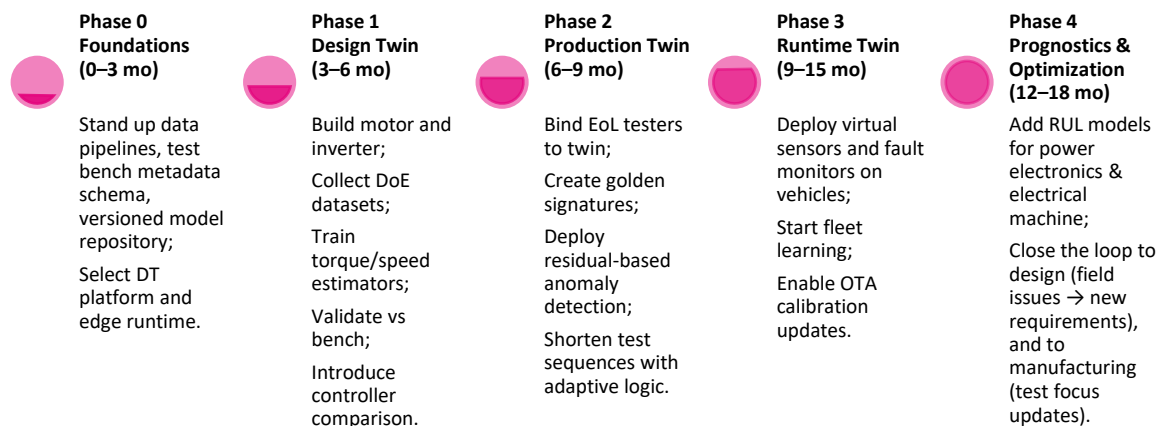 Phase 0
Foundations
(0–3 mo)
Stand up data
pipelines, test
bench metadata
schema,
versioned model
repository;
Select DT
platform and
edge runtime.
Phase 1
Design Twin
(3–6 mo)
Build motor and
inverter;
Collect DoE
datasets;
Train
torque/speed
estimators;
Validate vs
bench;
Introduce
controller
comparison.
Phase 2
Production Twin
(6–9 mo)
Bind EoL testers
to twin;
Create golden
signatures;
Deploy
residual-based
anomaly
detection;
Shorten test
sequences with
adaptive logic.
Phase 3
Runtime Twin
(9–15 mo)
Deploy virtual
sensors and fault
monitors on
vehicles;
Start fleet
learning;
Enable OTA
calibration
updates.
Phase 4
Prognostics &
Optimization
(12–18 mo)
Add RUL models
for power
electronics &
electrical
machine;
Close the loop to
design (field
issues → new
requirements),
and to
manufacturing
(test focus
updates).